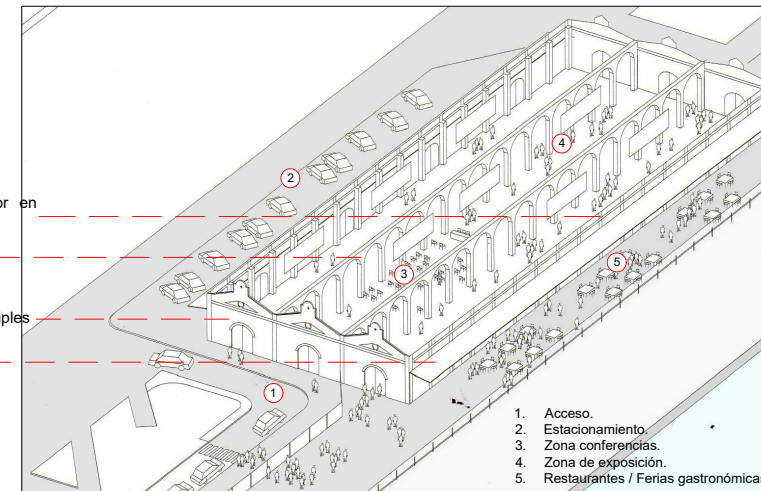 or en
iples
2
4
3
5
1
1. Acceso.
2. Estacionamiento.
3. Zona conferencias.
4. Zona de exposición.
5. Restaurantes / Ferias gastronómicas